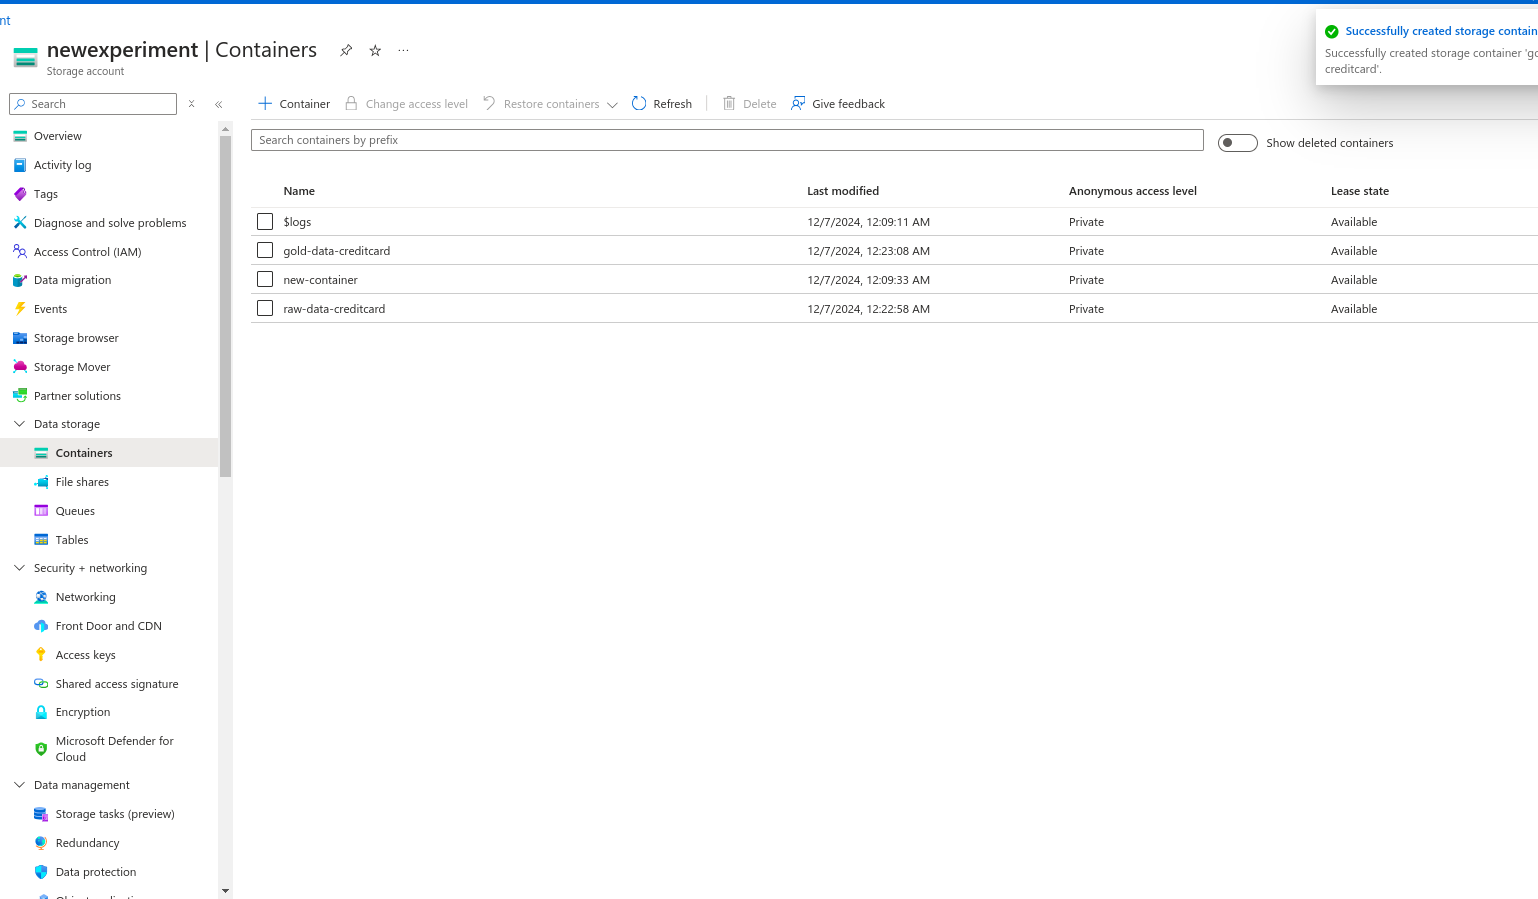 nt
newexperiment | Containers
Storage account
Successfully created storage contain
Successfully created storage container 'go
creditcard'.
Search
Container Change access level Restore containers Refresh Delete Give feedback
Search containers by prefix
Show deleted containers
Overview
Activity log
Tags
Diagnose and solve problems
Access Control (IAM)
Data migration
Events
Storage browser
Storage Mover
Partner solutions
Data storage
Containers
File shares
Queues
Tables
Security + networking
Networking
Front Door and CDN
Access keys
Shared access signature
Encryption
Microsoft Defender for
Cloud
Data management
Storage tasks (preview)
Redundancy
Data protection
Name Last modified Anonymous access level Lease state
$logs 12/7/2024, 12:09:11 AM Private Available
gold-data-creditcard 12/7/2024, 12:23:08 AM Private Available
new-container 12/7/2024, 12:09:33 AM Private Available
raw-data-creditcard 12/7/2024, 12:22:58 AM Private Available